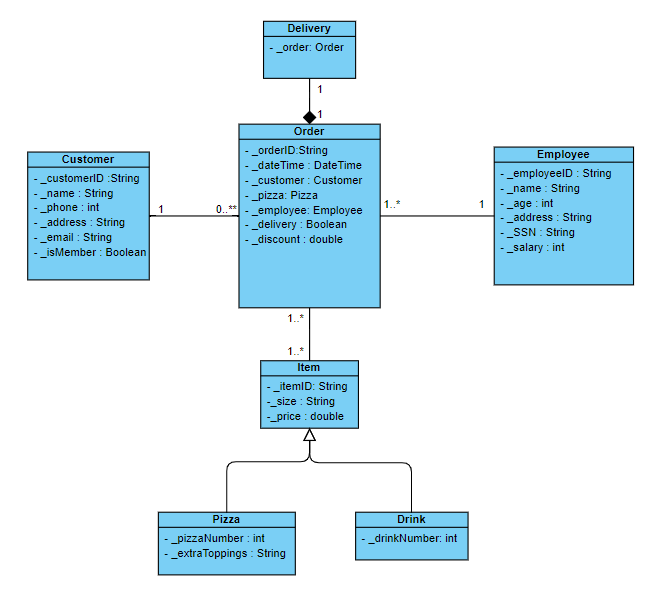 Delivery
- _order: Order
1
1
Order
- _orderID:String
- _dateTime : DateTime
- _customer : Customer
- _pizza: Pizza
- _employee: Employee
- _delivery : Boolean
- _discount : double
Customer
- _customerID :String
- _name : String
- _phone : int
- _address : String
- _email : String
- _isMember : Boolean
1
0..**
1..*
1
Employee
- _employeeID : String
- _name : String
- _age : int
- _address : String
- _SSN : String
- _salary : int
1..*
1..*
Item
- _itemID: String
- _size : String
- _price : double
Pizza
- _pizzaNumber : int
- _extraToppings : String
Drink
- _drinkNumber: int